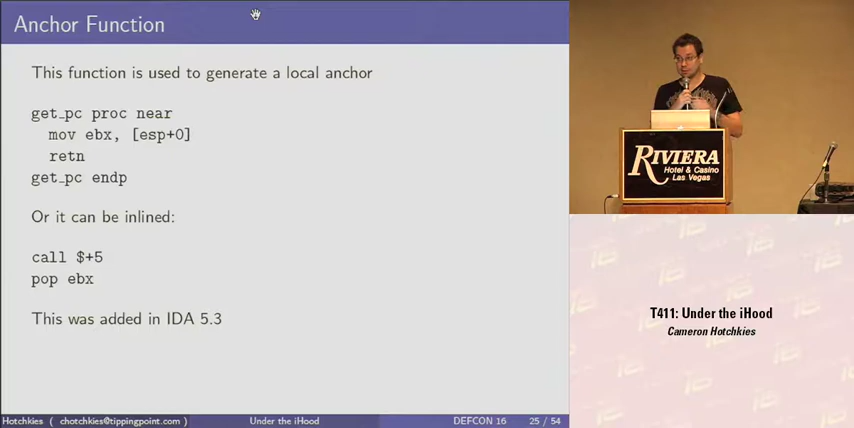 Anchor Function
This function is used to generate a local anchor
get_pc proc near
mov ebx, [esp+0]
retn
get_pc endp
Or it can be inlined:
call $+5
pop ebx
This was added in IDA 5.3
Hotchkies ( chotchkies@tippingpoint.com ) Under the iHood DEFCON 16 25 / 54
RIVIERA
Hotel & Casino
Las Vegas
T411: Under the iHood
Cameron Hotchkies